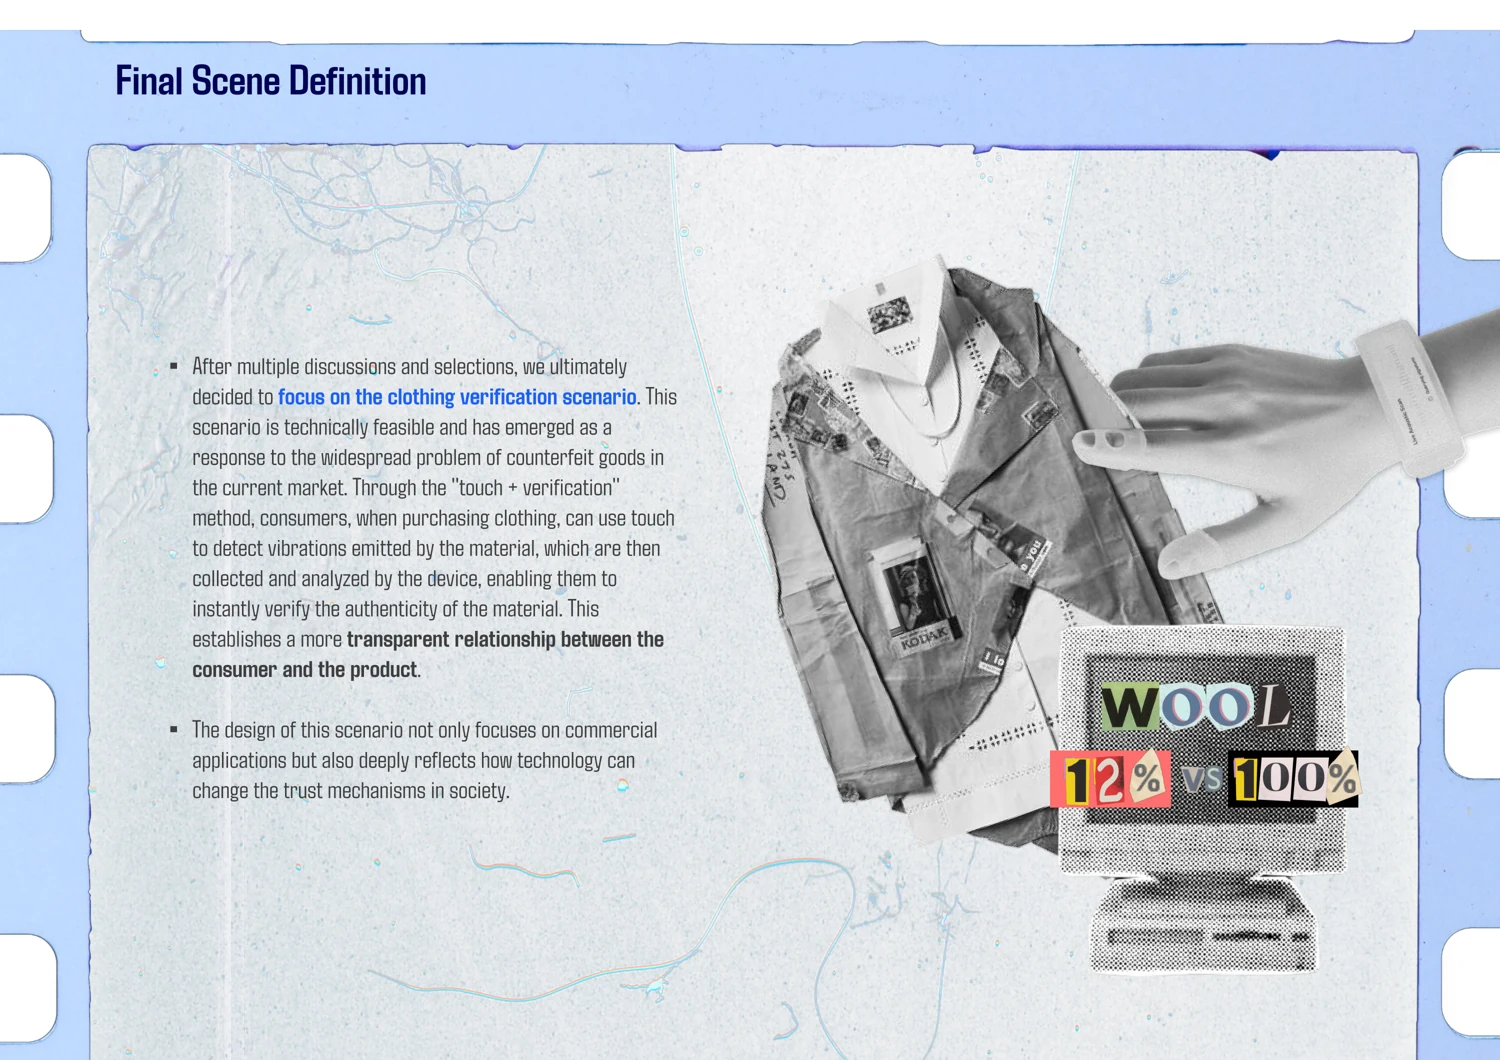 Final Scene Definition
▪ After multiple discussions and selections, we ultimately
decided to focus on the clothing verification scenario. This
scenario is technically feasible and has emerged as a
response to the widespread problem of counterfeit goods in
the current market. Through the "touch + verification"
method, consumers, when purchasing clothing, can use touch
to detect vibrations emitted by the material, which are then
collected and analyzed by the device, enabling them to
instantly verify the authenticity of the material. This
establishes a more transparent relationship between the
consumer and the product.
▪ The design of this scenario not only focuses on commercial
applications but also deeply reflects how technology can
change the trust mechanisms in society.
KODAK
you
I lo
WOOL
12% VS 100%